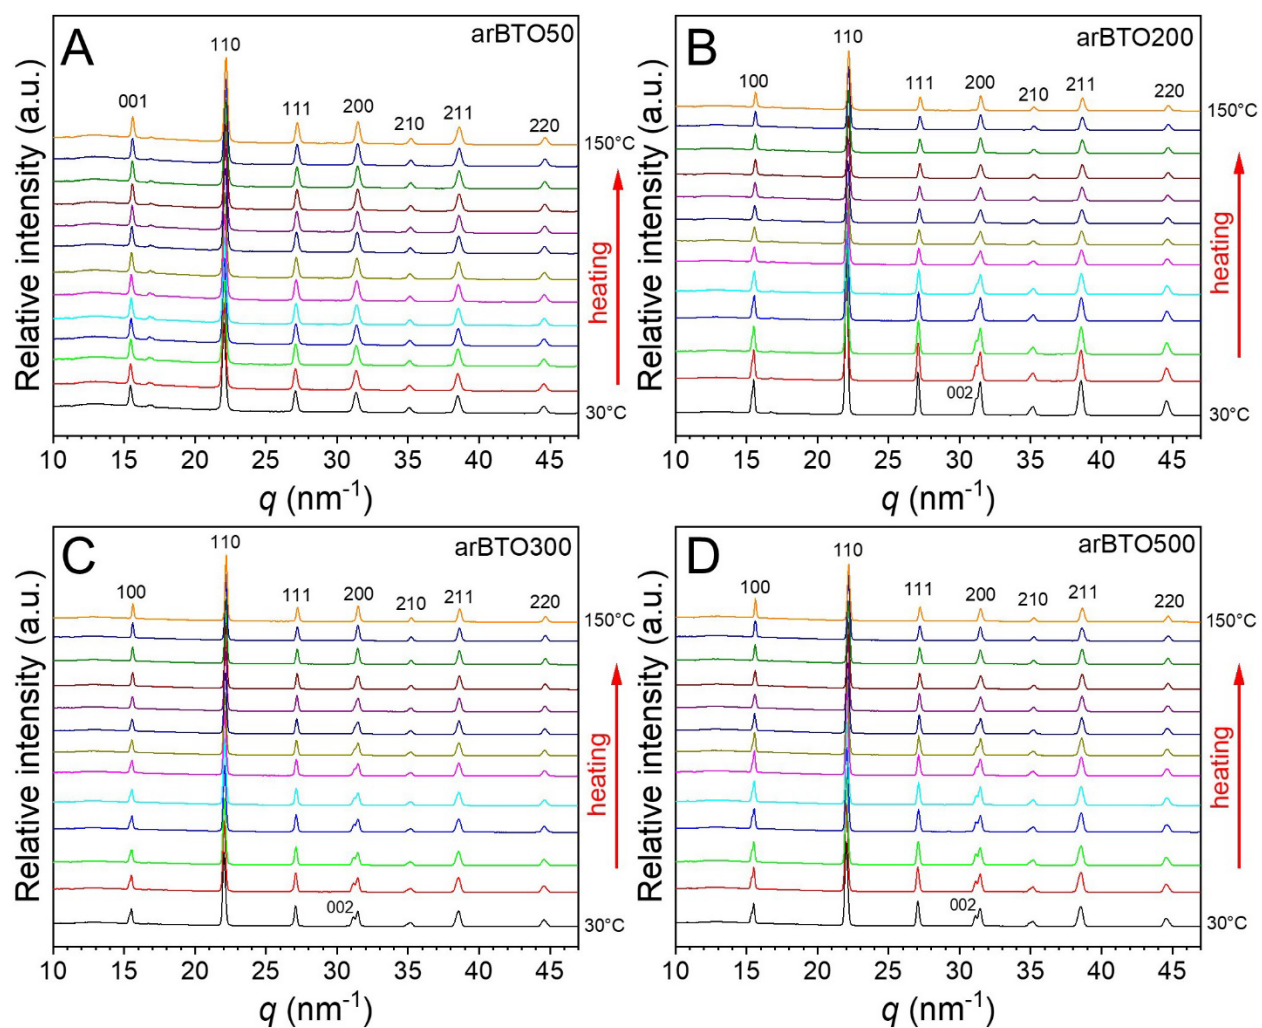 A
arBTO50
Relative intensity (a.u.)
001
110
111
200
210
211
220
150°C
heating
30°C
10 15 20 25 30 35 40 45
q (nm⁻¹)
B
arBTO200
Relative intensity (a.u.)
100
110
111
200
210
211
220
150°C
heating
002
30°C
10 15 20 25 30 35 40 45
q (nm⁻¹)
C
arBTO300
Relative intensity (a.u.)
100
110
111
200
210
211
220
150°C
heating
002
30°C
10 15 20 25 30 35 40 45
q (nm⁻¹)
D
arBTO500
Relative intensity (a.u.)
100
110
111
200
210
211
220
150°C
heating
002
30°C
10 15 20 25 30 35 40 45
q (nm⁻¹)